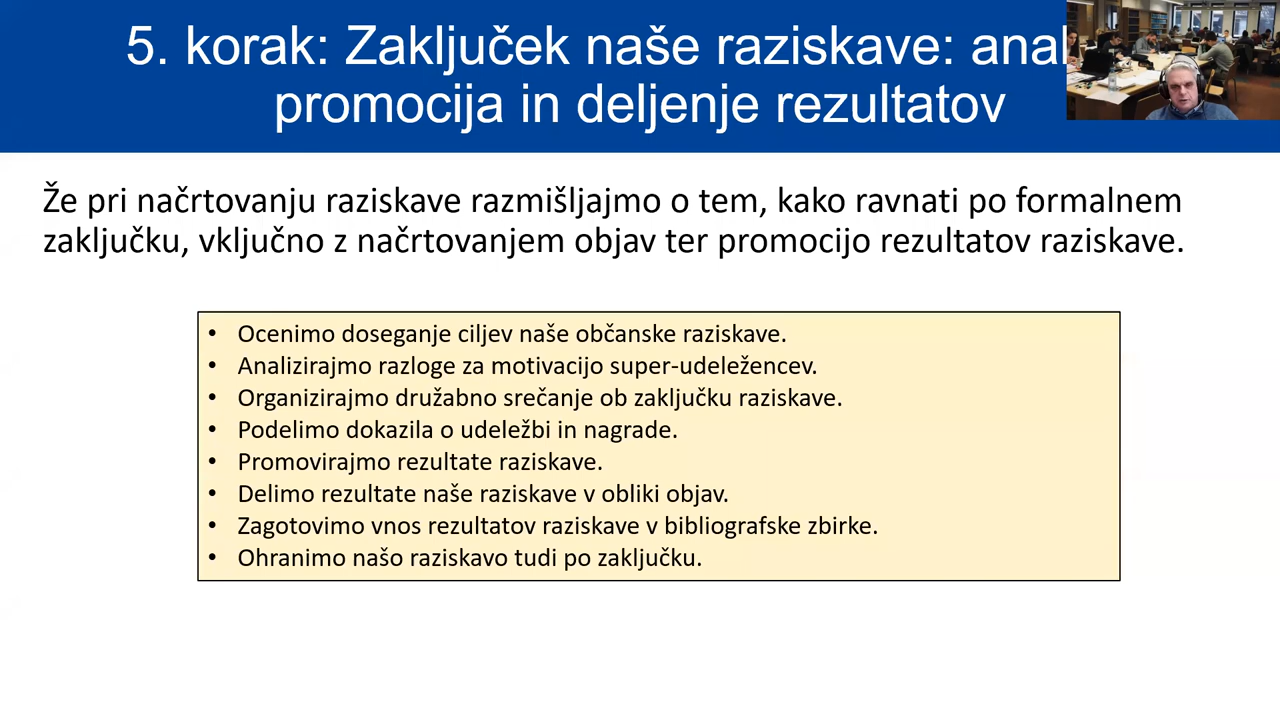 5. korak: Zaključek naše raziskave:
promocija in deljenje rezultatov
Že pri načrtovanju raziskave razmišljajmo o tem, kako ravnati po formalnem
zaključku, vključno z načrtovanjem objav ter promocijo rezultatov raziskave.
• Ocenimo doseganje ciljev naše občanske raziskave.
• Analizirajmo razloge za motivacijo super-udeležencev.
• Organizirajmo družabno srečanje ob zaključku raziskave.
• Podelimo dokazila o udeležbi in nagrade.
• Promovirajmo rezultate raziskave.
• Delimo rezultate naše raziskave v obliki objav.
• Zagotovimo vnos rezultatov raziskave v bibliografske zbirke.
• Ohranimo našo raziskavo tudi po zaključku.